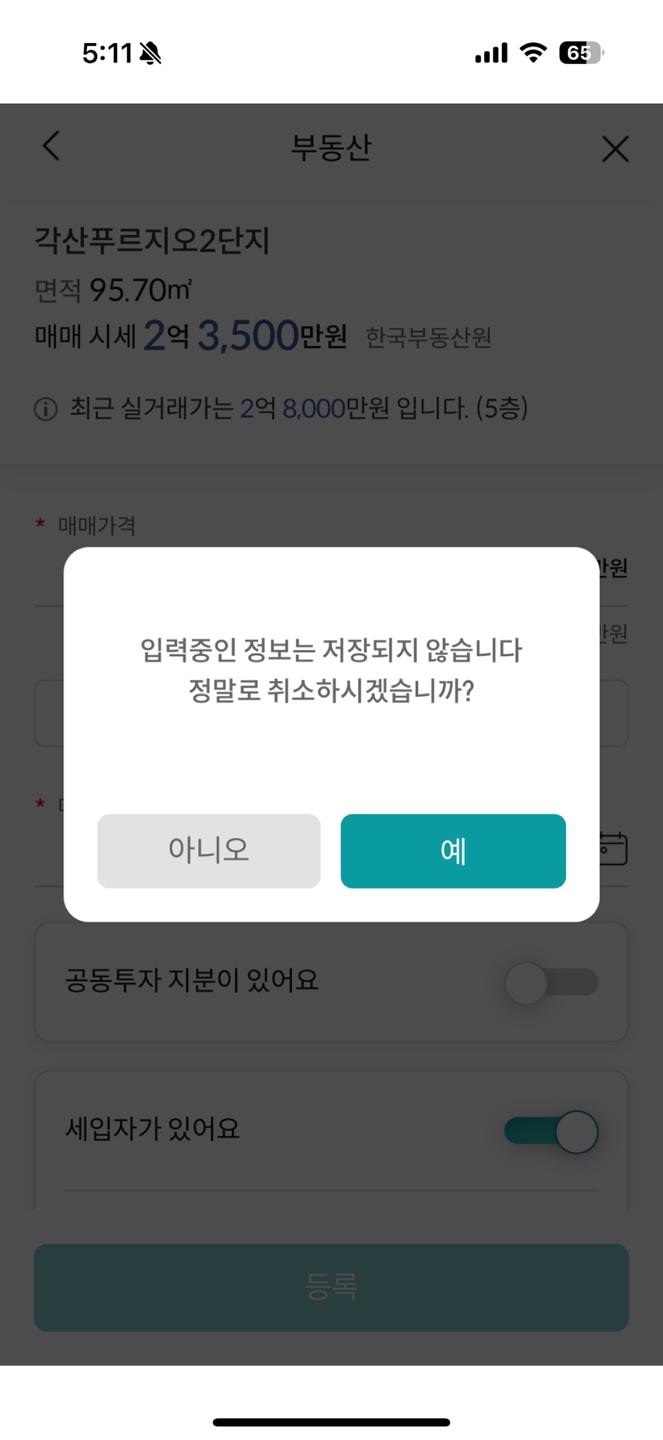 5:11
65
부동산
각산푸르지오2단지
면적 95.70㎡
매매 시세 2억 3,500만원 한국부동산원
최근 실거래가는 2억 8,000만원 입니다. (5층)
* 매매가격
만원
만원
입력중인 정보는 저장되지 않습니다
정말로 취소하시겠습니까?
*
아니오
예
공동투자 지분이 있어요
세입자가 있어요
등록